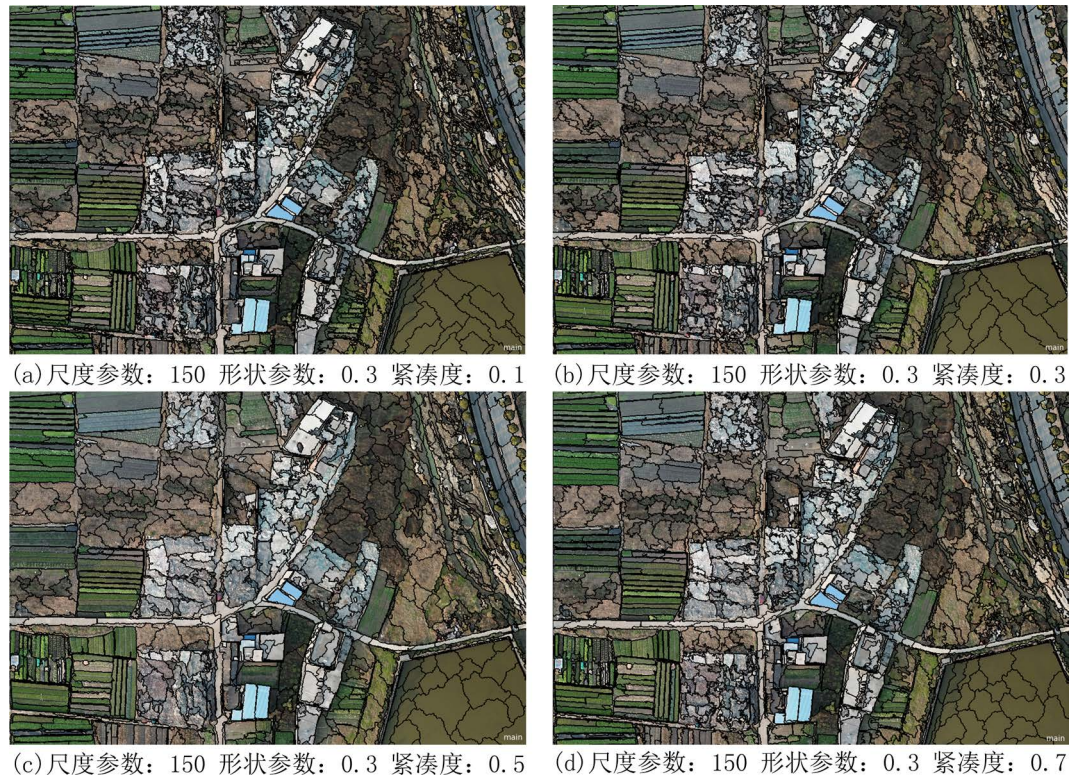 main
main
(a)尺度参数：150 形状参数：0.3 紧凑度：0.1
(b)尺度参数：150 形状参数：0.3 紧凑度：0.3
main
main
(c)尺度参数：150 形状参数：0.3 紧凑度：0.5
(d)尺度参数：150 形状参数：0.3 紧凑度：0.7